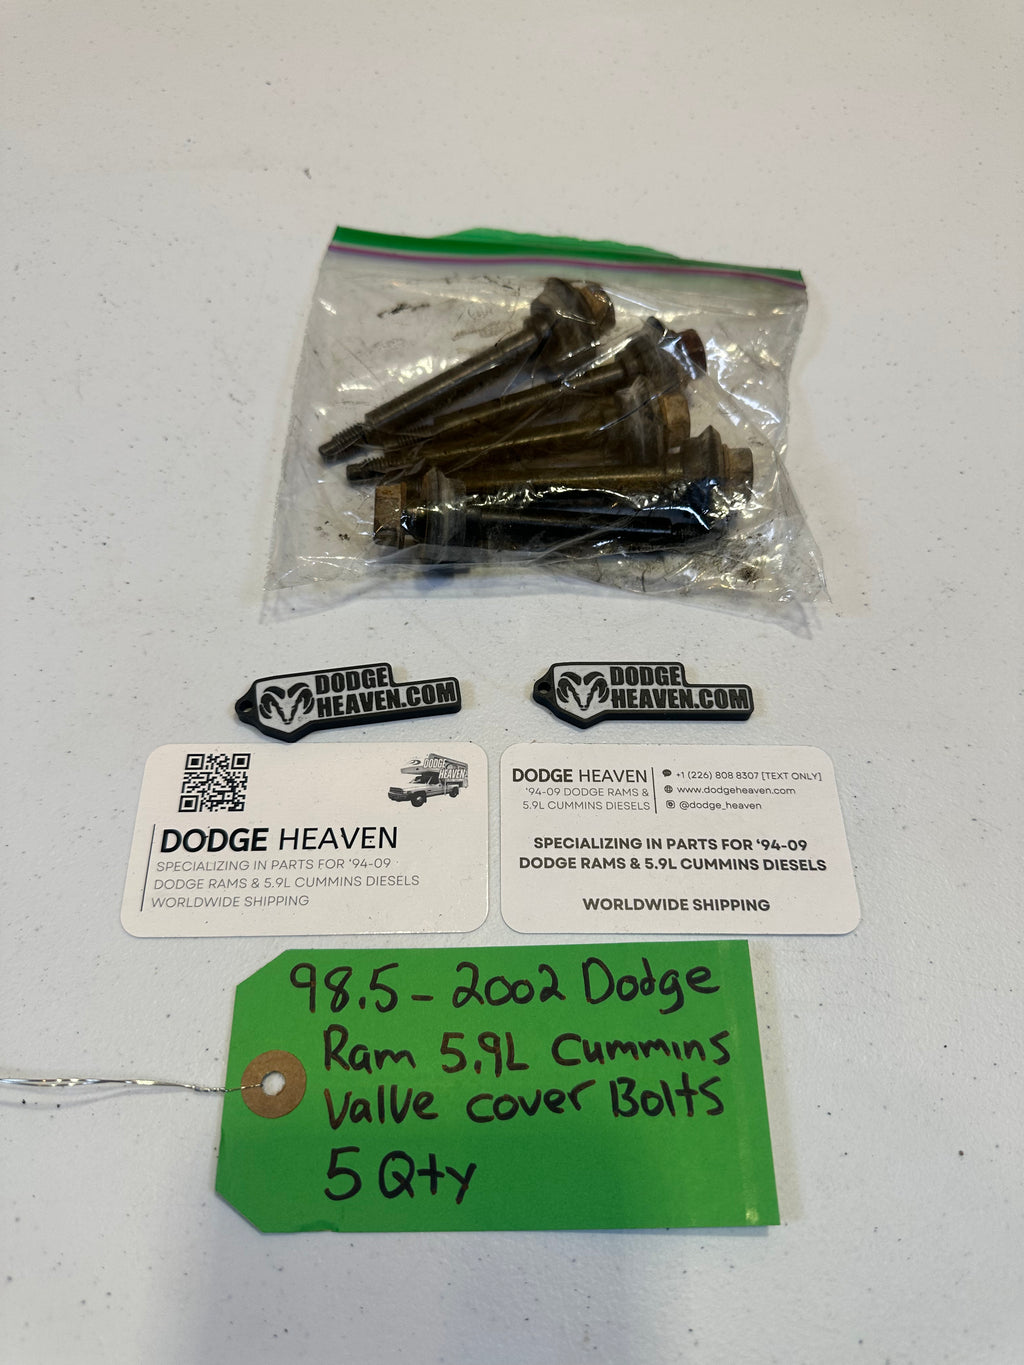 DODGE
HEAVEN.COM
DODGE
HEAVEN.COM
DODGE
HEAVEN
DODGE HEAVEN
SPECIALIZING IN PARTS FOR '94-09
DODGE RAMS & 5.9L CUMMINS DIESELS
WORLDWIDE SHIPPING
DODGE HEAVEN
'94-09 DODGE RAMS &
5.9L CUMMINS DIESELS
+1 (226) 808 8307 [TEXT ONLY]
www.dodgeheaven.com
@dodge_heaven
SPECIALIZING IN PARTS FOR '94-09
DODGE RAMS & 5.9L CUMMINS DIESELS
WORLDWIDE SHIPPING
98.5-2002 Dodge
Ram 5.9L Cummins
Valve cover Bolts
5 Qty